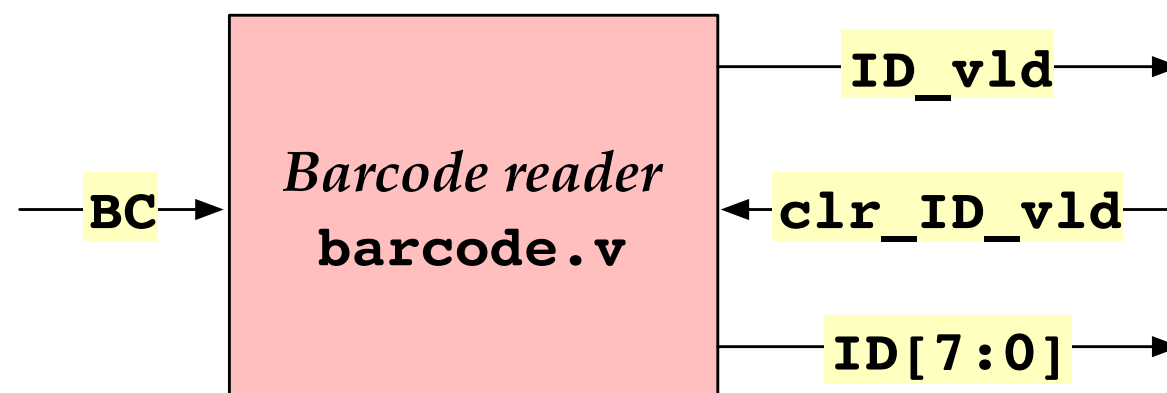 ID_vld
Barcode reader
BC
clr_ID_vld
barcode.v
ID[7:0]